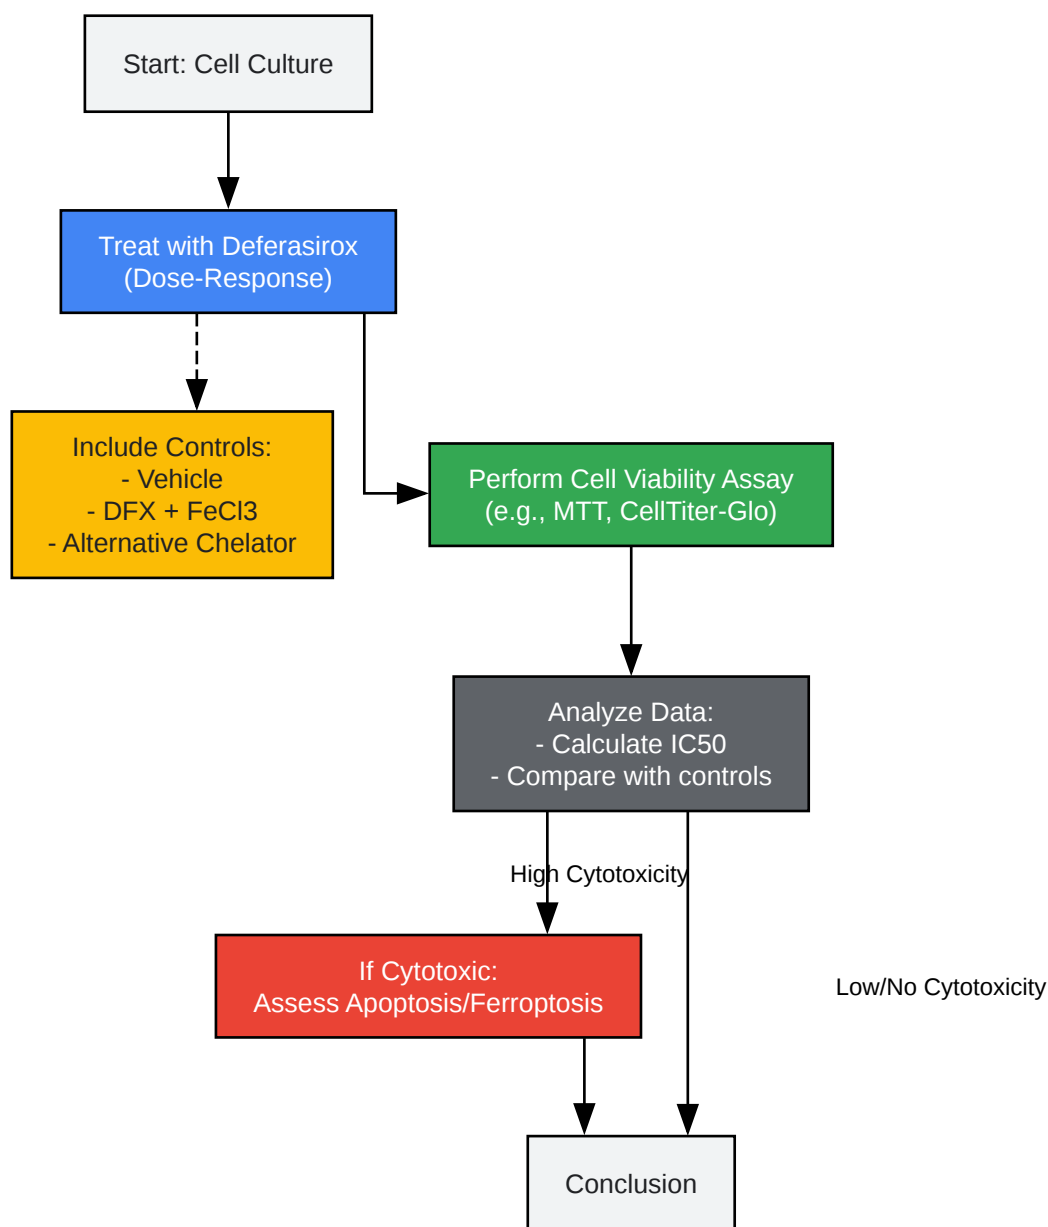 Start: Cell Culture
Treat with Deferasirox
(Dose-Response)
Include Controls:
- Vehicle
- DFX + FeCl3
- Alternative Chelator
Perform Cell Viability Assay
(e.g., MTT, CellTiter-Glo)
Analyze Data:
- Calculate IC50
- Compare with controls
High Cytotoxicity
If Cytotoxic:
Assess Apoptosis/Ferroptosis
Low/No Cytotoxicity
Conclusion